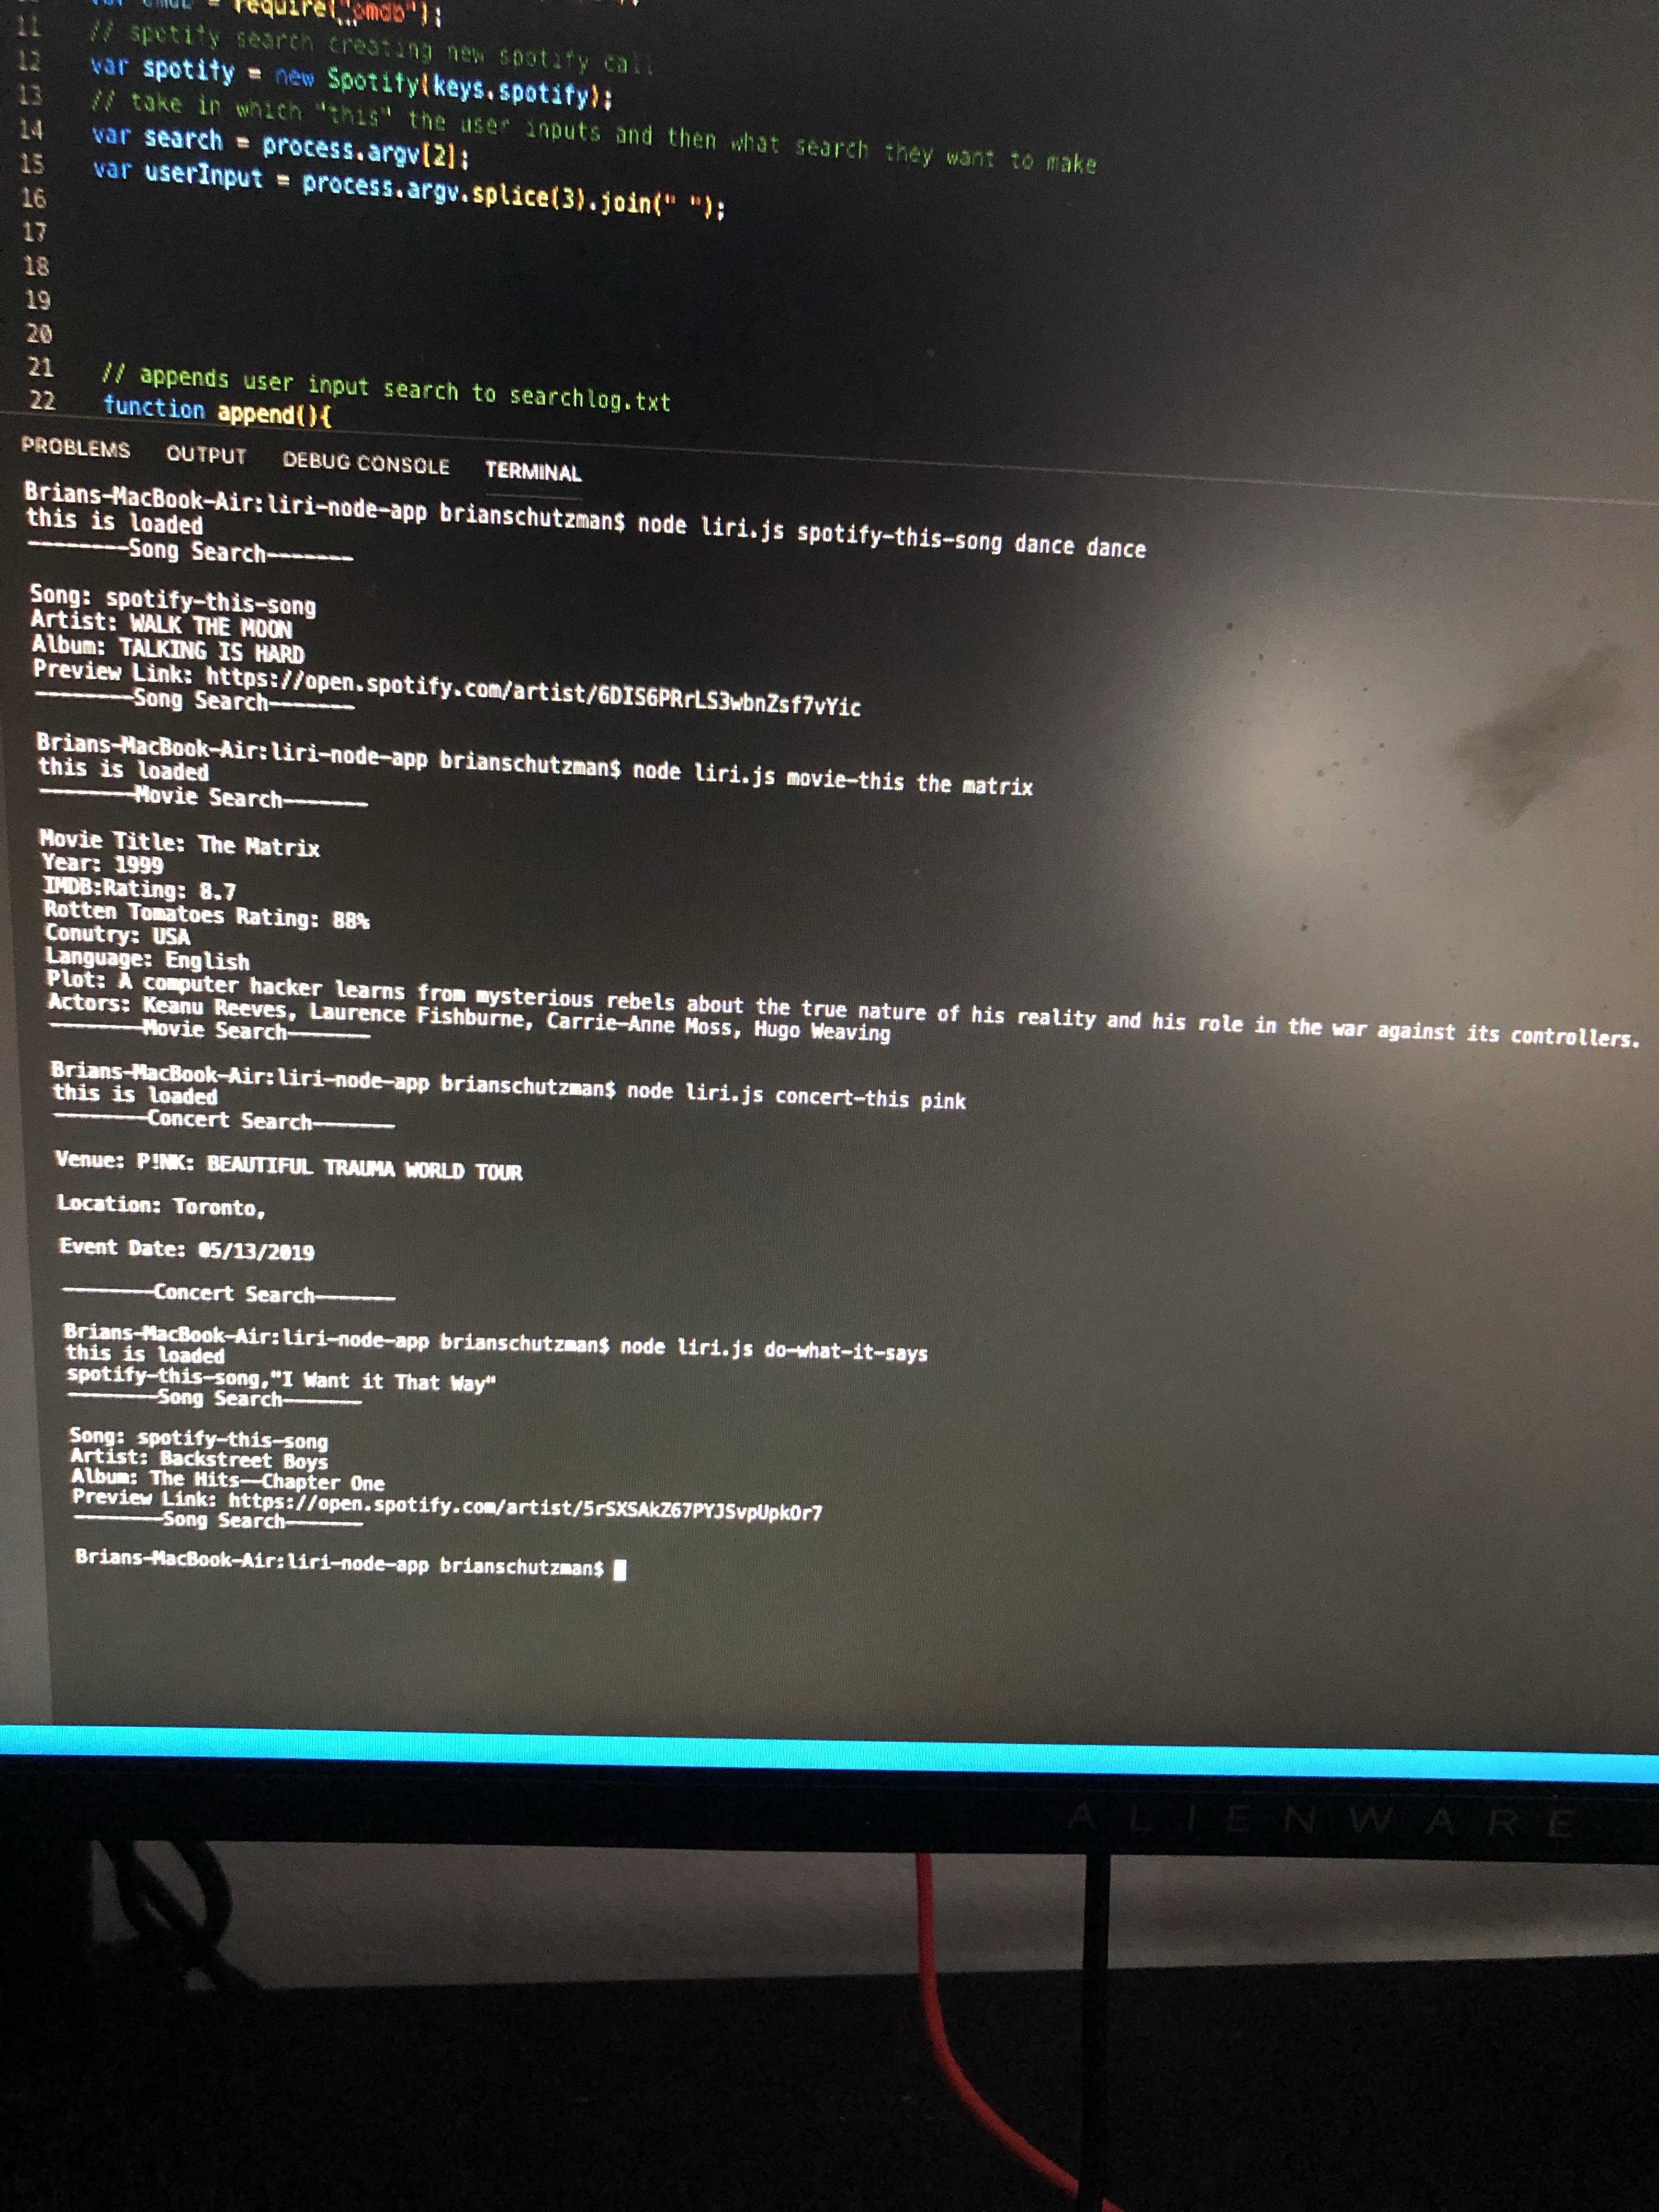 = require("omdb");
11 // spotify search creating new spotify call
12 var spotify = new Spotify(keys.spotify);
13 // take in which "this" the user inputs and then what search they want to make
14 var search = process.argv[2];
15 var userInput = process.argv.splice(3).join(" ");
16
17
18
19
20
21 // appends user input search to searchlog.txt
22 function append(){
PROBLEMS OUTPUT DEBUG CONSOLE TERMINAL
Brians-MacBook-Air:liri-node-app brianschutzman$ node liri.js spotify-this-song dance dance
this is loaded
--------Song Search-------
Song: spotify-this-song
Artist: WALK THE MOON
Album: TALKING IS HARD
Preview Link: https://open.spotify.com/artist/6DIS6PRrLS3wbnZsf7vYic
--------Song Search-------
Brians-MacBook-Air:liri-node-app brianschutzman$ node liri.js movie-this the matrix
this is loaded
--------Movie Search-------
Movie Title: The Matrix
Year: 1999
IMDB:Rating: 8.7
Rotten Tomatoes Rating: 88%
Conutry: USA
Language: English
Plot: A computer hacker learns from mysterious rebels about the true nature of his reality and his role in the war against its controllers.
Actors: Keanu Reeves, Laurence Fishburne, Carrie-Anne Moss, Hugo Weaving
--------Movie Search-------
Brians-MacBook-Air:liri-node-app brianschutzman$ node liri.js concert-this pink
this is loaded
--------Concert Search-------
Venue: P!NK: BEAUTIFUL TRAUMA WORLD TOUR
Location: Toronto,
Event Date: 05/13/2019
--------Concert Search-------
Brians-MacBook-Air:liri-node-app brianschutzman$ node liri.js do-what-it-says
this is loaded
spotify-this-song,"I Want it That Way"
--------Song Search-------
Song: spotify-this-song
Artist: Backstreet Boys
Album: The Hits--Chapter One
Preview Link: https://open.spotify.com/artist/5rSXSAkZ67PYJSvpUpkOr7
--------Song Search-------
Brians-MacBook-Air:liri-node-app brianschutzman$
ALIENWARE